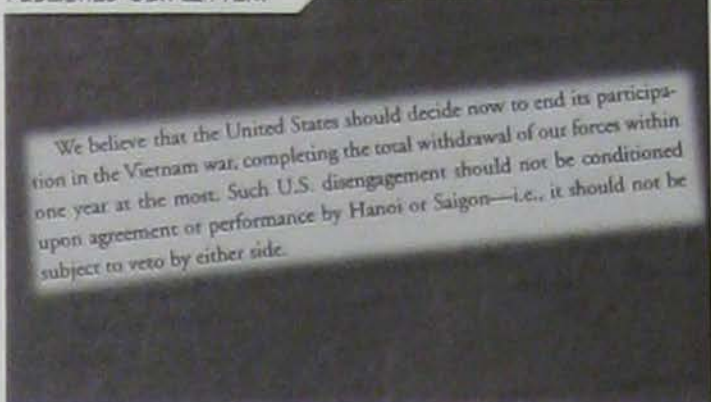 We believe that the United States should decide now to end its participa-
tion in the Vietnam war, completing the total withdrawal of our forces within
one year at the most. Such U.S. disengagement should not be conditioned
upon agreement or performance by Hanoi or Saigon—i.e., it should not be
subject to veto by either side.